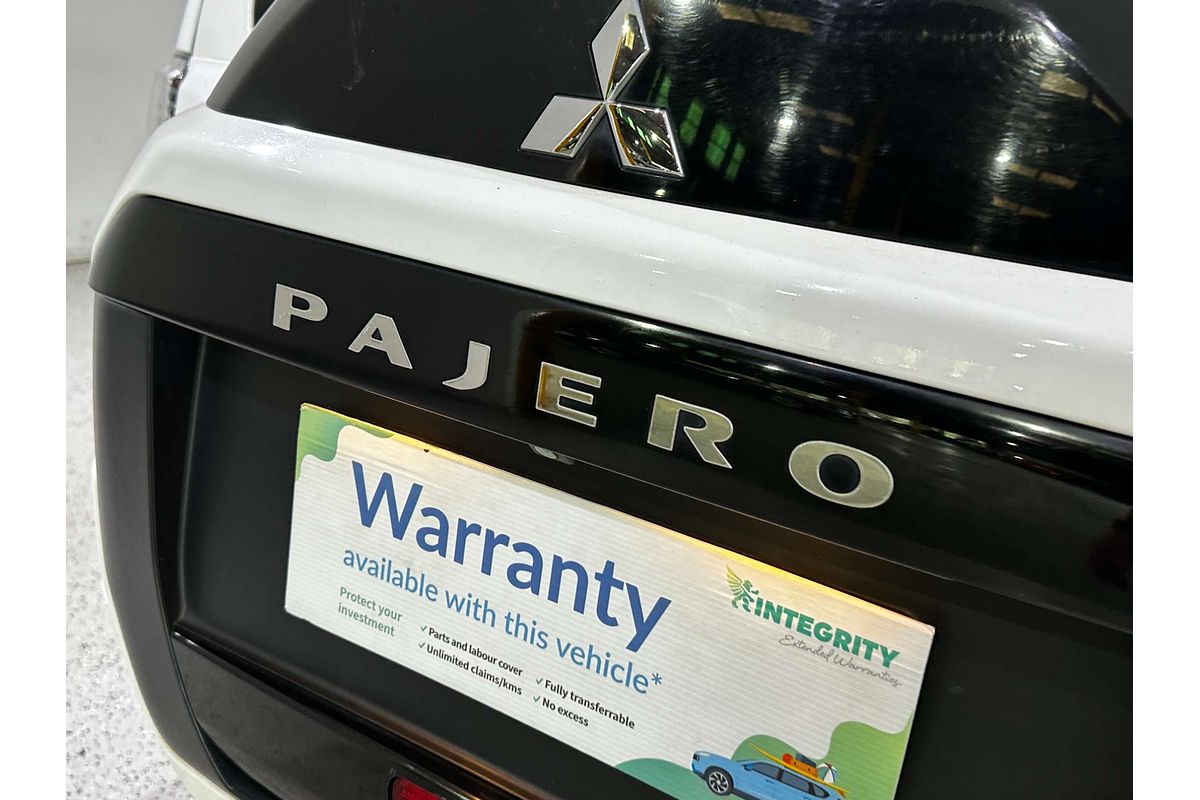 PAJERO
Warranty
available with this vehicle*
Protect your
investment
✓ Parts and labour cover
✓ Unlimited claims/kms
✓ Fully transferrable
✓ No excess
INTEGRITY
Extended Warranties